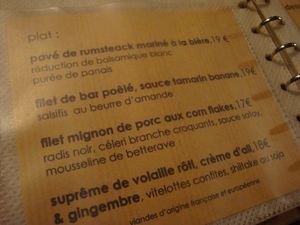 plat :
pavé de rumsteack mariné à la bière, 19 €
réduction de balsamique blanc
purée de panais
filet de bar poêlé, sauce tamarin banane, 19€
salsifis au beurre d'amande
filet mignon de porc aux corn flakes, 17€
radis noir, céleri branche craquants, sauce satay,
mousseline de betterave
suprême de volaille rôti, crème d'ail, 18€
& gingembre, vitelottes confites, shiitake au soja
viandes d'origine française et européenne